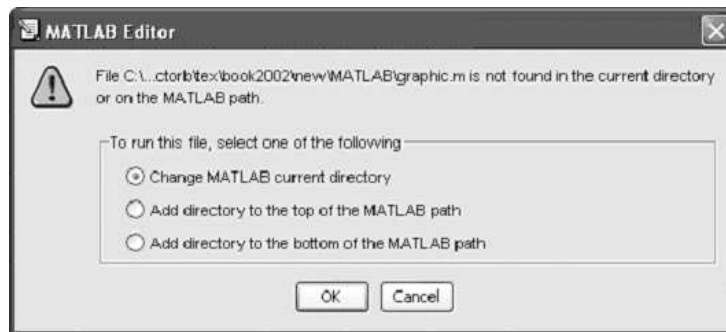 MATLAB Editor
File C:\...ctorb\tex\book2002\new\MATLAB\graphic.m is not found in the current directory
or on the MATLAB path.
To run this file, select one of the following
Change MATLAB current directory
Add directory to the top of the MATLAB path
Add directory to the bottom of the MATLAB path
OK Cancel